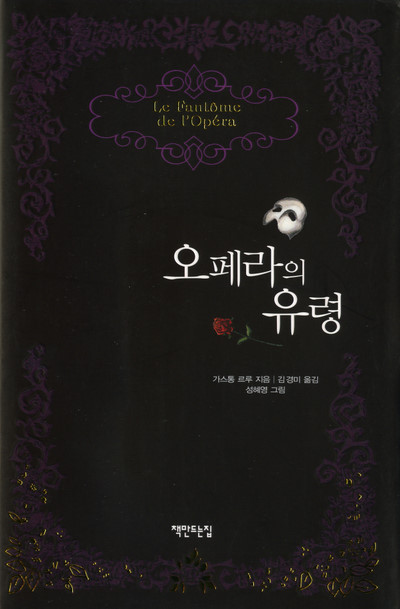 Le Fantôme
de l'Opéra
오페라의
유령
가스통 르루 지음 | 김경미 옮김
성혜영 그림
책만드는집